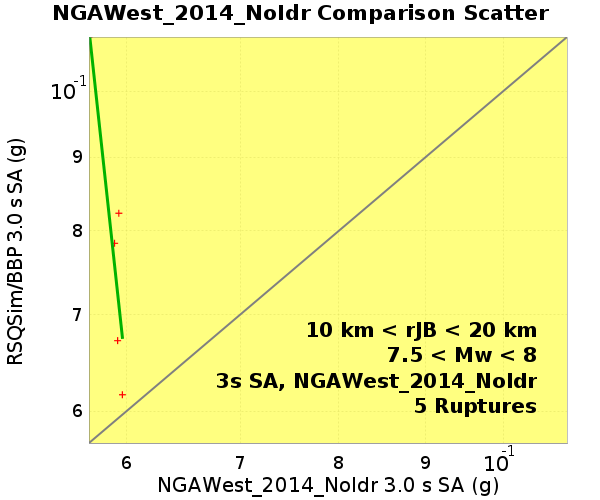 NGAWest_2014_NoIdr Comparison Scatter
RSQSim/BBP 3.0 s SA (g)
10-1
9
8
7
6
10 km < rJB < 20 km
7.5 < Mw < 8
3s SA, NGAWest_2014_NoIdr
5 Ruptures
6 7 8 9 10-1
NGAWest_2014_NoIdr 3.0 s SA (g)